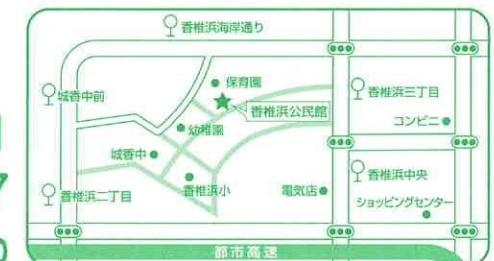 香椎浜海岸通り
保育園
城香中前
香椎浜三丁目
香椎浜公民館
コンビニ
幼稚園
城香中
香椎浜中央
香椎浜小
香椎浜二丁目
電気店
ショッピングセンター
都市高速